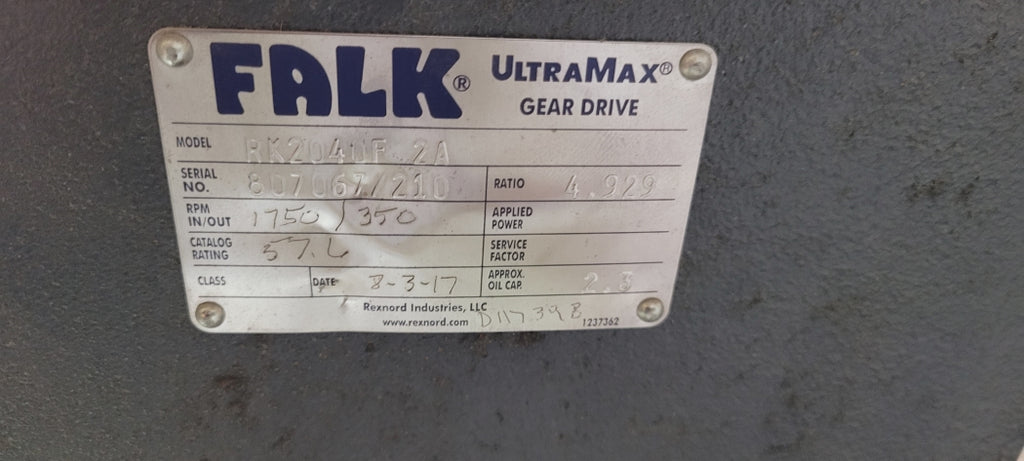 FALK® ULTRAMAX®
GEAR DRIVE
MODEL RK2040F 2A
SERIAL NO. 807067/210 RATIO 4.929
RPM IN/OUT 1750/350 APPLIED POWER
CATALOG RATING 57.6 SERVICE FACTOR
CLASS DATE 8-3-17 APPROX. OIL CAP. 2.3
Rexnord Industries, LLC
www.rexnord.com 1237362